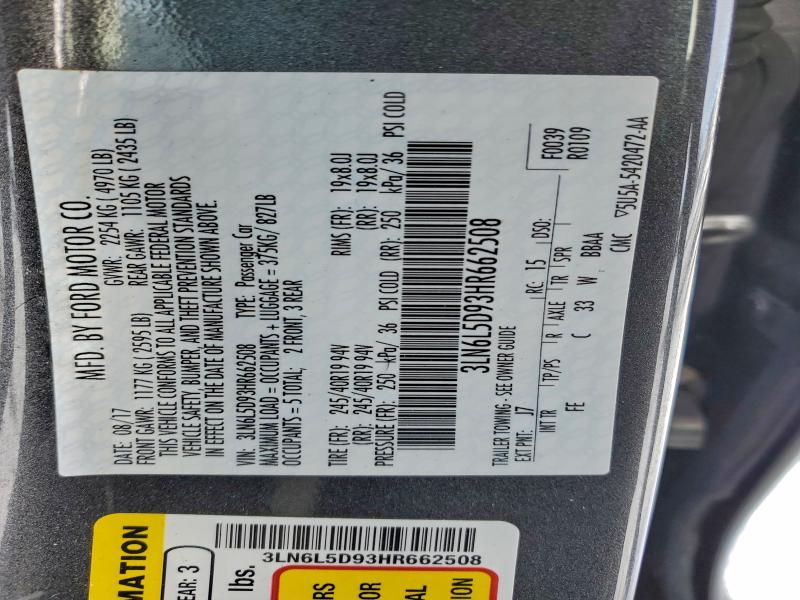 MFD. BY FORD MOTOR CO.
DATE: 08/17 GVWR: 2254 KG ( 4970 LB)
FRONT GAWR: 1177 KG ( 2595 LB) REAR GAWR: 1105 KG ( 2435 LB)
THIS VEHICLE CONFORMS TO ALL APPLICABLE FEDERAL MOTOR
VEHICLE SAFETY, BUMPER, AND THEFT PREVENTION STANDARDS
IN EFFECT ON THE DATE OF MANUFACTURE SHOWN ABOVE.
VIN: 3LN6L5D93HR662508 TYPE: Passenger Car
MAXIMUM LOAD = OCCUPANTS + LUGGAGE = 375KG/ 827LB
OCCUPANTS = 5 TOTAL; 2 FRONT, 3 REAR
TIRE (FR): 245/40R19 94V RIMS (FR): 19x8.0J
(RR): 245/40R19 94V (RR): 19x8.0J
PRESSURE (FR): 250 kPa/ 36 PSI COLD (RR): 250 kPa/ 36 PSI COLD
3LN6L5D93HR662508
TRAILER TOWING - SEE OWNER GUIDE
EXT PNT: 17 RC: 15 DSO: F0039
R0109
INT TR TP/PS R AXLE TR SPR
FE C 33 W BBAA
CMC ▽5U5A-5420472-AA
MATION
EAR: 3
lbs.
3LN6L5D93HR662508
RS
OR
AL
ION